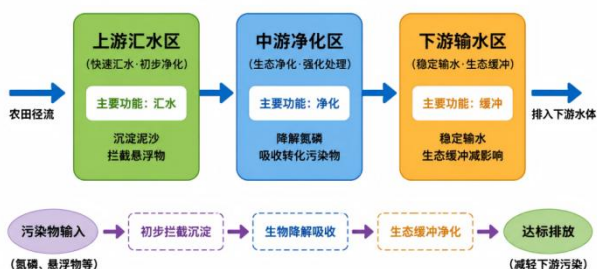 上游汇水区
(快速汇水·初步净化)
主要功能：汇水
沉淀泥沙
拦截悬浮物
中游净化区
(生态净化·强化处理)
主要功能：净化
降解氮磷
吸收转化污染物
下游输水区
(稳定输水·生态缓冲)
主要功能：缓冲
稳定输水
生态缓冲减影响
农田径流
排入下游水体
污染物输入
(氮磷、悬浮物等)
初步拦截沉淀
生物降解吸收
生态缓冲净化
达标排放
(减轻下游污染)